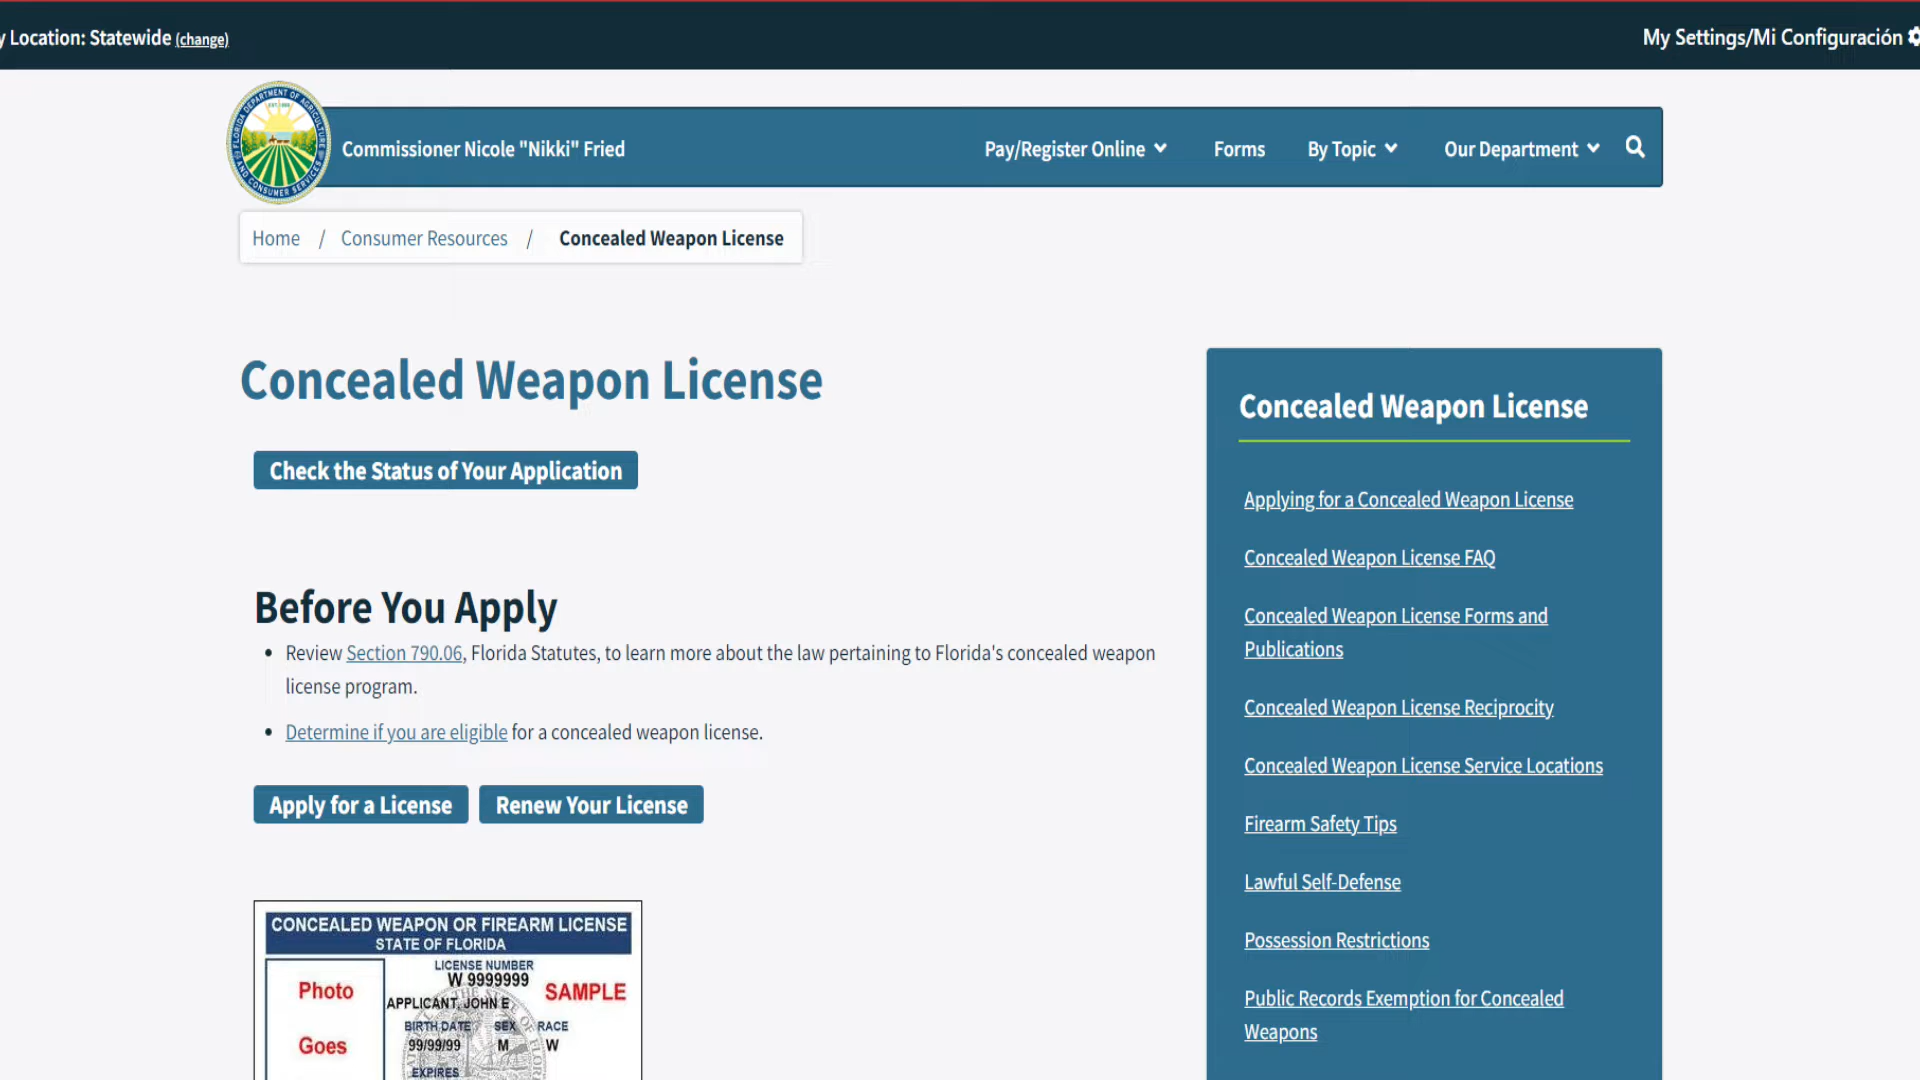 y Location: Statewide (change)
My Settings/Mi Configuración
FLORIDA DEPARTMENT OF AGRICULTURE
AND CONSUMER SERVICES
Commissioner Nicole "Nikki" Fried
Pay/Register Online
Forms
By Topic
Our Department
Home / Consumer Resources / Concealed Weapon License
Concealed Weapon License
Check the Status of Your Application
Before You Apply
• Review Section 790.06, Florida Statutes, to learn more about the law pertaining to Florida's concealed weapon
license program.
• Determine if you are eligible for a concealed weapon license.
Apply for a License
Renew Your License
CONCEALED WEAPON OR FIREARM LICENSE
STATE OF FLORIDA
LICENSE NUMBER
W 9999999
Photo
SAMPLE
APPLICANT, JOHN E
BIRTH DATE SEX RACE
Goes
99/99/99 M W
EXPIRES
Concealed Weapon License
Applying for a Concealed Weapon License
Concealed Weapon License FAQ
Concealed Weapon License Forms and
Publications
Concealed Weapon License Reciprocity
Concealed Weapon License Service Locations
Firearm Safety Tips
Lawful Self-Defense
Possession Restrictions
Public Records Exemption for Concealed
Weapons